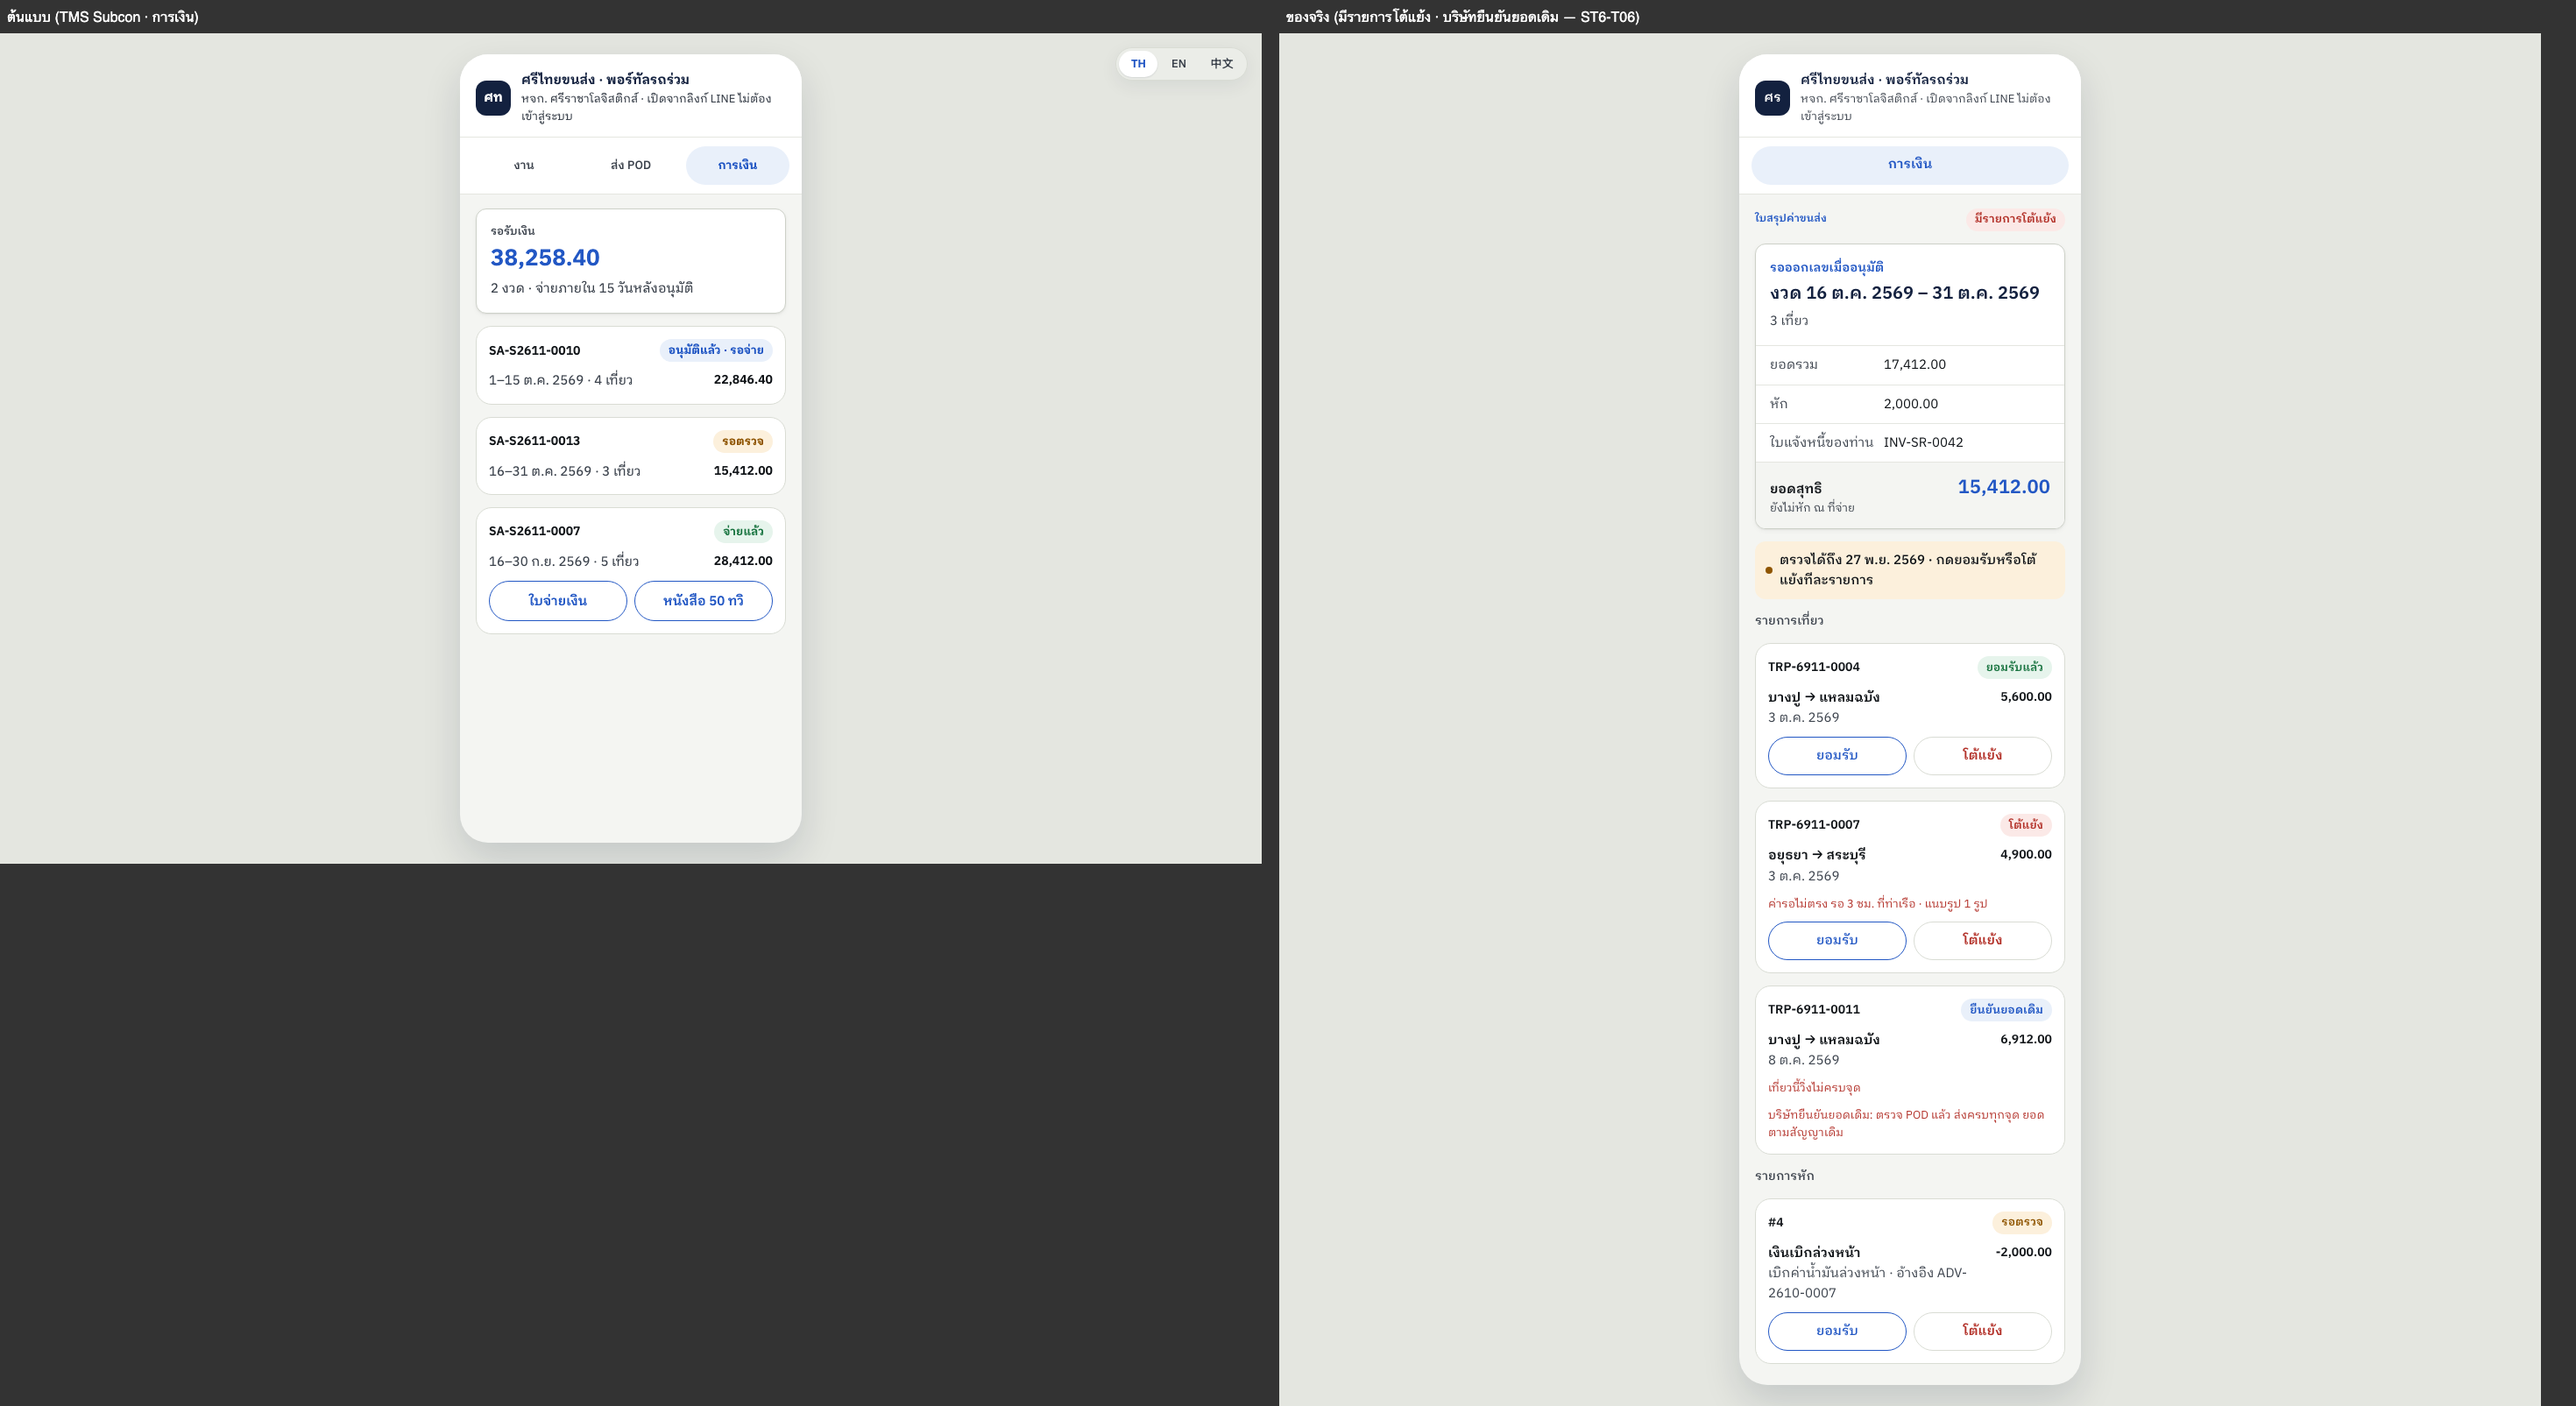 ต้นแบบ (TMS Subcon · การเงิน)
TH EN 中文
ศท
ศรีไทยขนส่ง · พอร์ทัลรถร่วม
หจก. ศรีราชาโลจิสติกส์ · เปิดจากลิงก์ LINE ไม่ต้อง
เข้าสู่ระบบ
งาน ส่ง POD การเงิน
รอรับเงิน
38,258.40
2 งวด · จ่ายภายใน 15 วันหลังอนุมัติ
SA-S2611-0010 อนุมัติแล้ว · รอจ่าย
1–15 ต.ค. 2569 · 4 เที่ยว 22,846.40
SA-S2611-0013 รอตรวจ
16–31 ต.ค. 2569 · 3 เที่ยว 15,412.00
SA-S2611-0007 จ่ายแล้ว
16–30 ก.ย. 2569 · 5 เที่ยว 28,412.00
ใบจ่ายเงิน หนังสือ 50 ทวิ
ของจริง (มีรายการโต้แย้ง · บริษัทยืนยันยอดเดิม — ST6-T06)
ศร
ศรีไทยขนส่ง · พอร์ทัลรถร่วม
หจก. ศรีราชาโลจิสติกส์ · เปิดจากลิงก์ LINE ไม่ต้อง
เข้าสู่ระบบ
การเงิน
ใบสรุปค่าขนส่ง มีรายการโต้แย้ง
รอออกเลขเมื่ออนุมัติ
งวด 16 ต.ค. 2569 – 31 ต.ค. 2569
3 เที่ยว
ยอดรวม 17,412.00
หัก 2,000.00
ใบแจ้งหนี้ของท่าน INV-SR-0042
ยอดสุทธิ 15,412.00
ยังไม่หัก ณ ที่จ่าย
ตรวจได้ถึง 27 พ.ย. 2569 · กดยอมรับหรือโต้
แย้งทีละรายการ
รายการเที่ยว
TRP-6911-0004 ยอมรับแล้ว
บางปู → แหลมฉบัง 5,600.00
3 ต.ค. 2569
ยอมรับ โต้แย้ง
TRP-6911-0007 โต้แย้ง
อยุธยา → สระบุรี 4,900.00
3 ต.ค. 2569
ค่ารอไม่ตรง รอ 3 ชม. ที่ท่าเรือ · แนบรูป 1 รูป
ยอมรับ โต้แย้ง
TRP-6911-0011 ยืนยันยอดเดิม
บางปู → แหลมฉบัง 6,912.00
8 ต.ค. 2569
เที่ยวนี้วิ่งไม่ครบจุด
บริษัทยืนยันยอดเดิม: ตรวจ POD แล้ว ส่งครบทุกจุด ยอด
ตามสัญญาเดิม
รายการหัก
#4 รอตรวจ
เงินเบิกล่วงหน้า -2,000.00
เบิกค่าน้ำมันล่วงหน้า · อ้างอิง ADV-
2610-0007
ยอมรับ โต้แย้ง